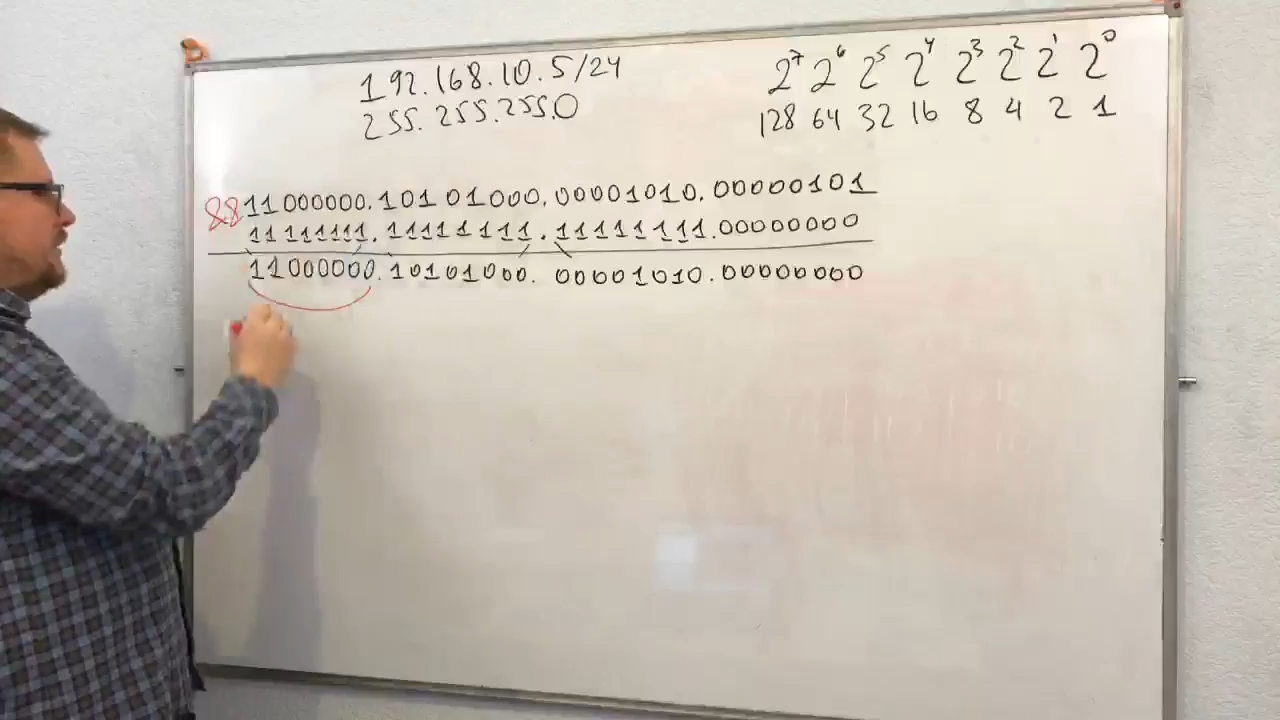 192.168.10.5/24
255.255.255.0
2⁷ 2⁶ 2⁵ 2⁴ 2³ 2² 2¹ 2⁰
128 64 32 16 8 4 2 1
&& 11000000.10101000.00001010.00000101
11111111.11111111.11111111.00000000
11000000.10101000.00001010.00000000